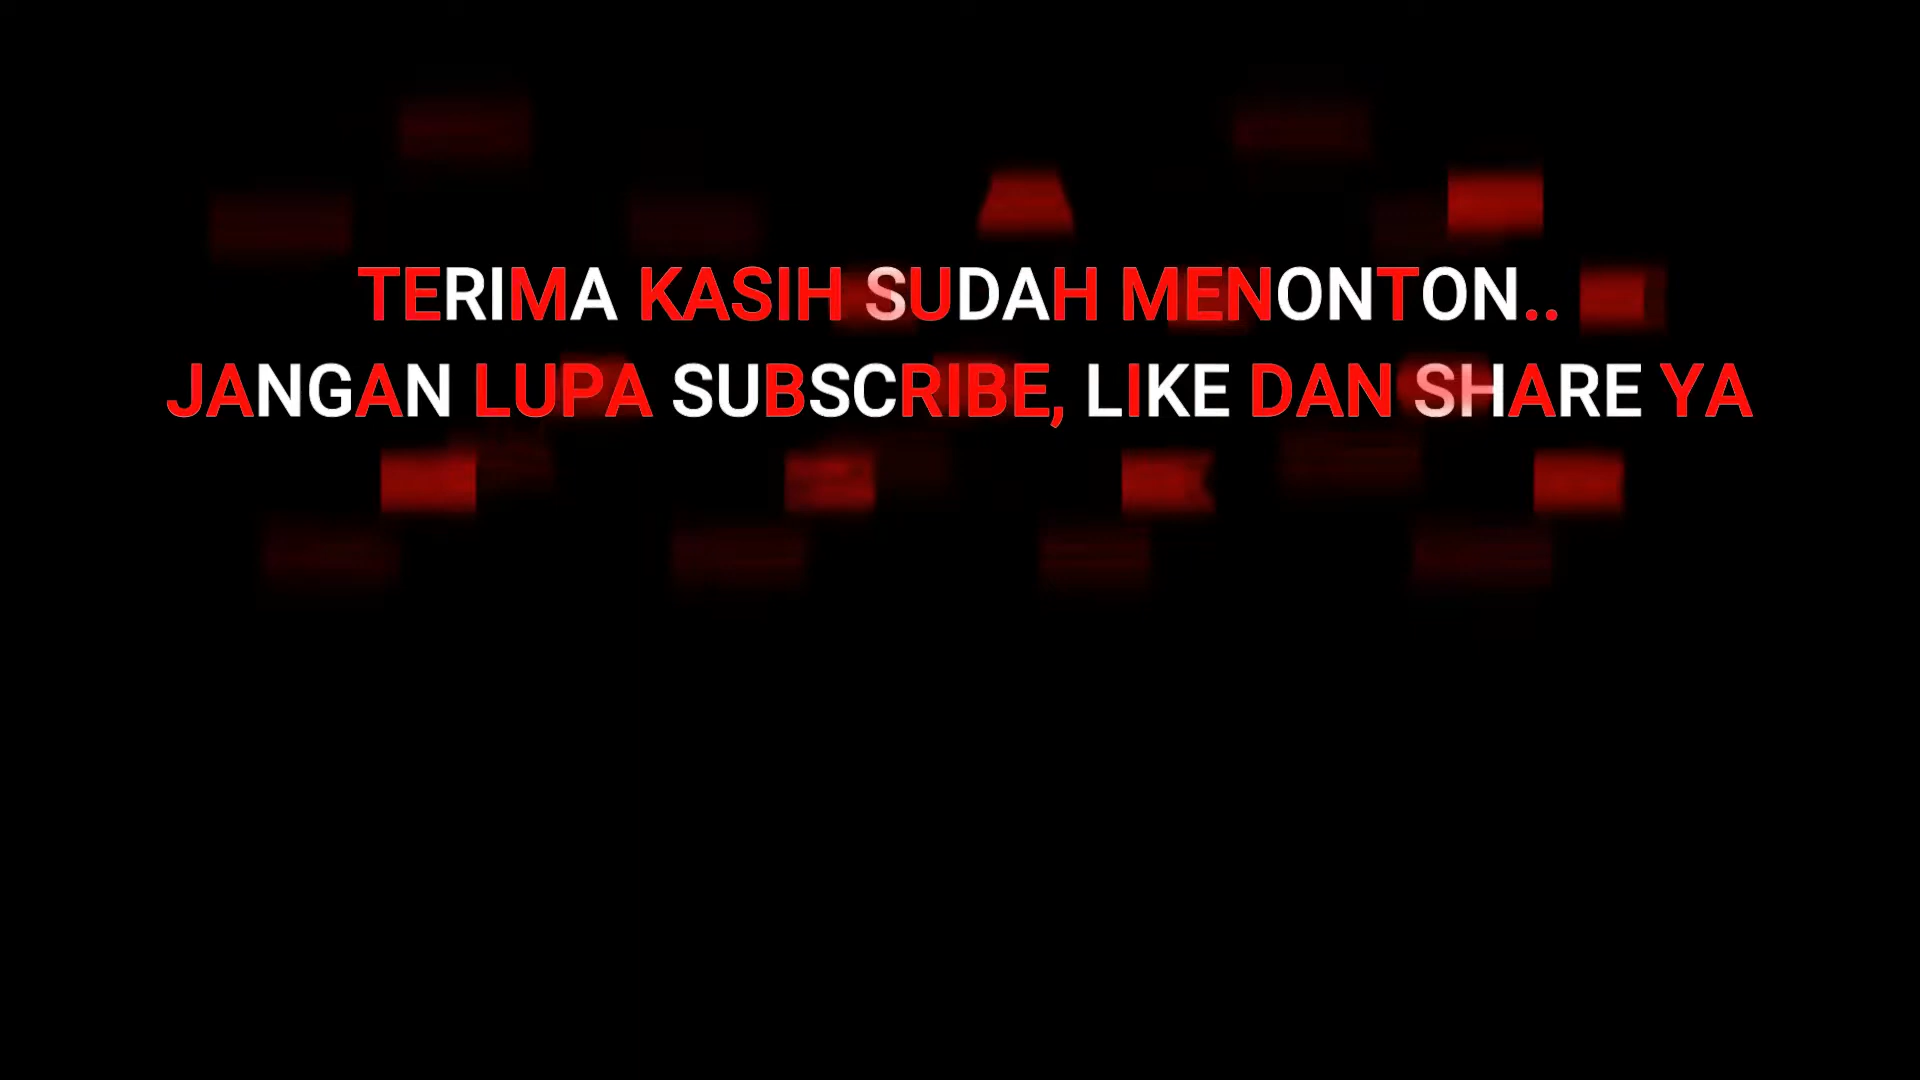 TERIMA KASIH SUDAH MENONTON..
JANGAN LUPA SUBSCRIBE, LIKE DAN SHARE YA